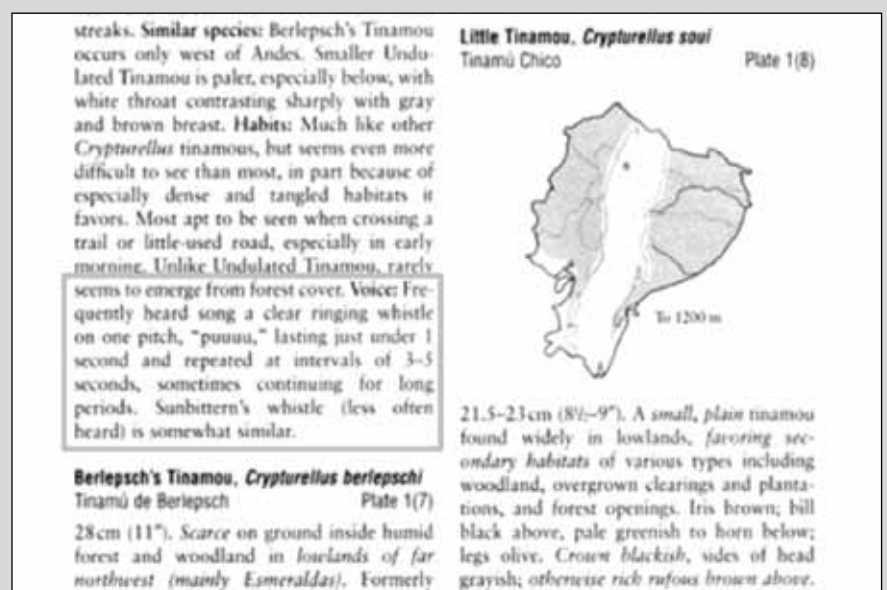 streaks. Similar species: Berlepsch's Tinamou
occurs only west of Andes. Smaller Undu-
lated Tinamou is paler, especially below, with
white throat contrasting sharply with gray
and brown breast. Habits: Much like other
Crypturellus tinamous, but seems even more
difficult to see than most, in part because of
especially dense and tangled habitats it
favors. Most apt to be seen when crossing a
trail or little-used road, especially in early
morning. Unlike Undulated Tinamou, rarely
seems to emerge from forest cover. Voice: Fre-
quently heard song a clear ringing whistle
on one pitch, "puuuu," lasting just under 1
second and repeated at intervals of 3–5
seconds, sometimes continuing for long
periods. Sunbittern's whistle (less often
heard) is somewhat similar.
Berlepsch's Tinamou, Crypturellus berlepschi
Tinamú de Berlepsch Plate 1(7)
28cm (11"). Scarce on ground inside humid
forest and woodland in lowlands of far
northwest (mainly Esmeraldas). Formerly
Little Tinamou, Crypturellus soui
Tinamú Chico Plate 1(8)
To 1200 m
21.5–23cm (8½–9"). A small, plain tinamou
found widely in lowlands, favoring sec-
ondary habitats of various types including
woodland, overgrown clearings and planta-
tions, and forest openings. Iris brown; bill
black above, pale greenish to horn below;
legs olive. Crown blackish, sides of head
grayish; otherwise rich rufous brown above.